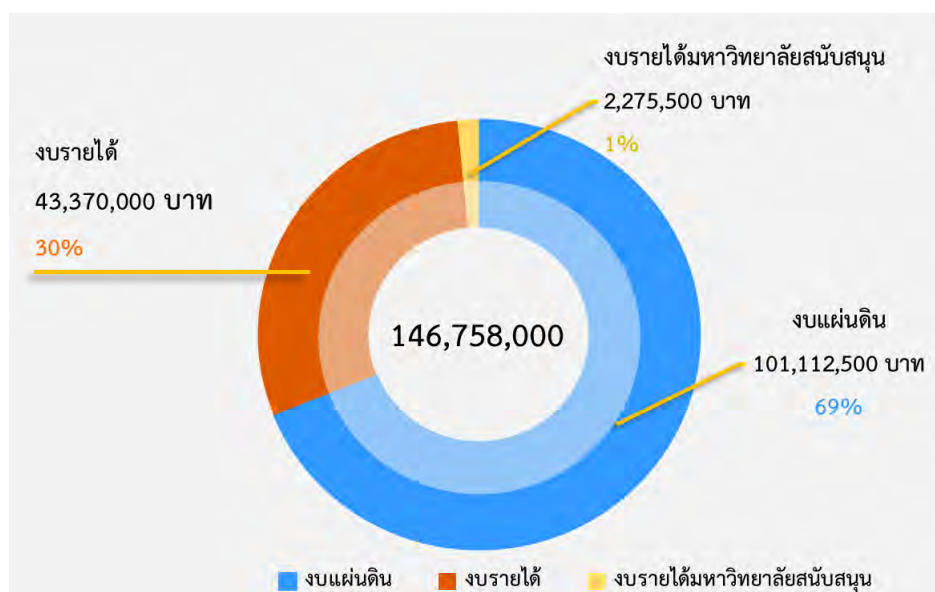 งบรายได้มหาวิทยาลัยสนับสนุน
2,275,500 บาท
1%
งบรายได้
43,370,000 บาท
30%
146,758,000
งบแผ่นดิน
101,112,500 บาท
69%
งบแผ่นดิน
งบรายได้
งบรายได้มหาวิทยาลัยสนับสนุน